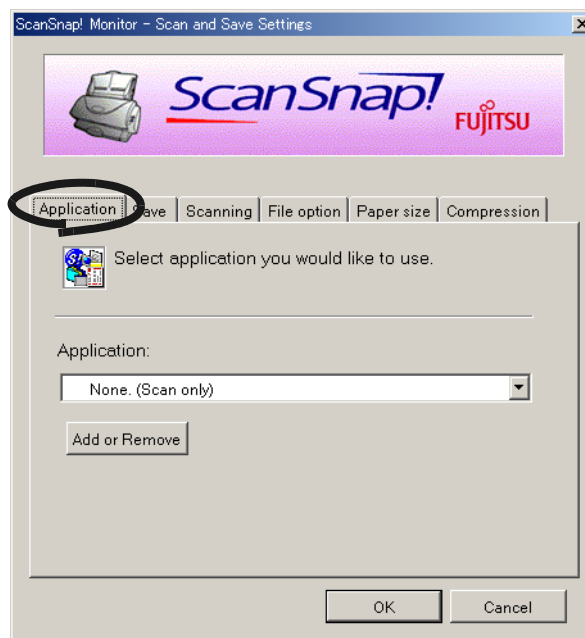 ScanSnap! Monitor - Scan and Save Settings
ScanSnap!
FUJITSU
Application Save Scanning File option Paper size Compression
Select application you would like to use.
Application:
None. (Scan only)
Add or Remove
OK Cancel